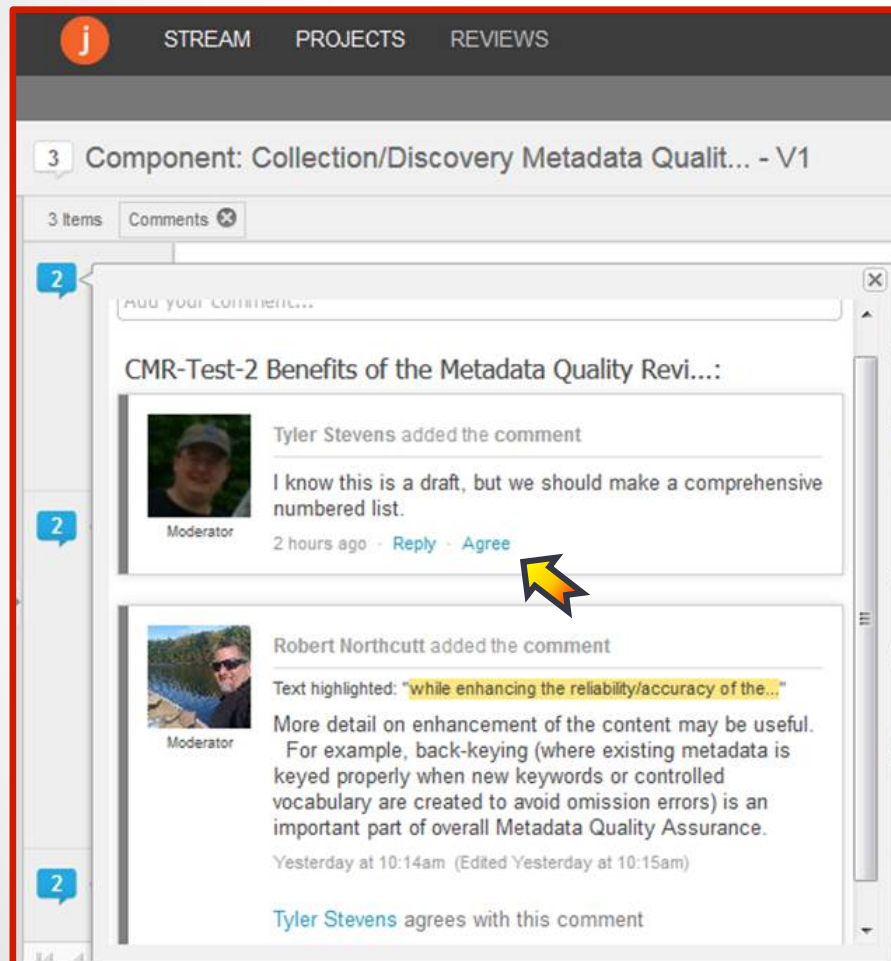 j STREAM PROJECTS REVIEWS
3 Component: Collection/Discovery Metadata Qualit... - V1
3 Items Comments
2
Add your comment...
CMR-Test-2 Benefits of the Metadata Quality Revi...:
Tyler Stevens added the comment
I know this is a draft, but we should make a comprehensive
numbered list.
Moderator
2 hours ago · Reply · Agree
2
Robert Northcutt added the comment
Text highlighted: "while enhancing the reliability/accuracy of the..."
More detail on enhancement of the content may be useful.
Moderator
For example, back-keying (where existing metadata is
keyed properly when new keywords or controlled
vocabulary are created to avoid omission errors) is an
important part of overall Metadata Quality Assurance.
Yesterday at 10:14am (Edited Yesterday at 10:15am)
2
Tyler Stevens agrees with this comment